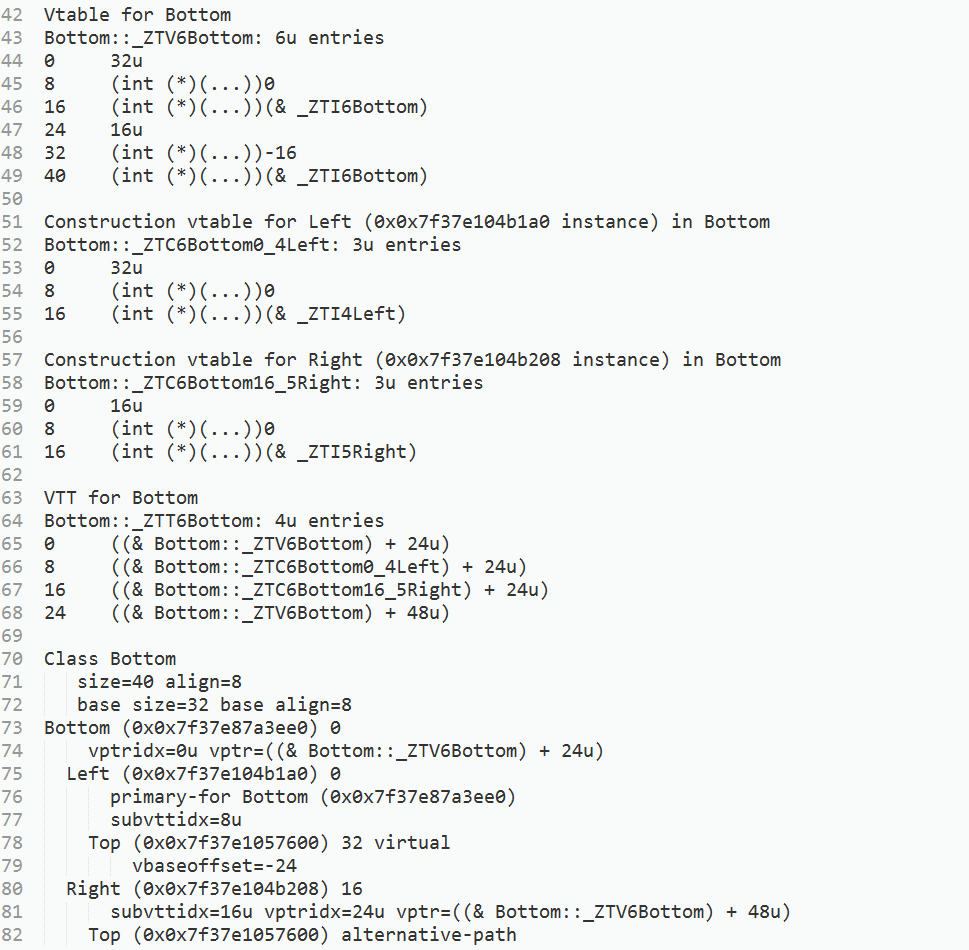 42 Vtable for Bottom
43 Bottom::_ZTV6Bottom: 6u entries
44 0     32u
45 8     (int (*)(...))0
46 16    (int (*)(...))(& _ZTI6Bottom)
47 24    16u
48 32    (int (*)(...))-16
49 40    (int (*)(...))(& _ZTI6Bottom)
50
51 Construction vtable for Left (0x0x7f37e104b1a0 instance) in Bottom
52 Bottom::_ZTC6Bottom0_4Left: 3u entries
53 0     32u
54 8     (int (*)(...))0
55 16    (int (*)(...))(& _ZTI4Left)
56
57 Construction vtable for Right (0x0x7f37e104b208 instance) in Bottom
58 Bottom::_ZTC6Bottom16_5Right: 3u entries
59 0     16u
60 8     (int (*)(...))0
61 16    (int (*)(...))(& _ZTI5Right)
62
63 VTT for Bottom
64 Bottom::_ZTT6Bottom: 4u entries
65 0     ((& Bottom::_ZTV6Bottom) + 24u)
66 8     ((& Bottom::_ZTC6Bottom0_4Left) + 24u)
67 16    ((& Bottom::_ZTC6Bottom16_5Right) + 24u)
68 24    ((& Bottom::_ZTV6Bottom) + 48u)
69
70 Class Bottom
71    size=40 align=8
72    base size=32 base align=8
73 Bottom (0x0x7f37e87a3ee0) 0
74     vptridx=0u vptr=((& Bottom::_ZTV6Bottom) + 24u)
75   Left (0x0x7f37e104b1a0) 0
76       primary-for Bottom (0x0x7f37e87a3ee0)
77       subvttidx=8u
78     Top (0x0x7f37e1057600) 32 virtual
79         vbaseoffset=-24
80   Right (0x0x7f37e104b208) 16
81       subvttidx=16u vptridx=24u vptr=((& Bottom::_ZTV6Bottom) + 48u)
82     Top (0x0x7f37e1057600) alternative-path